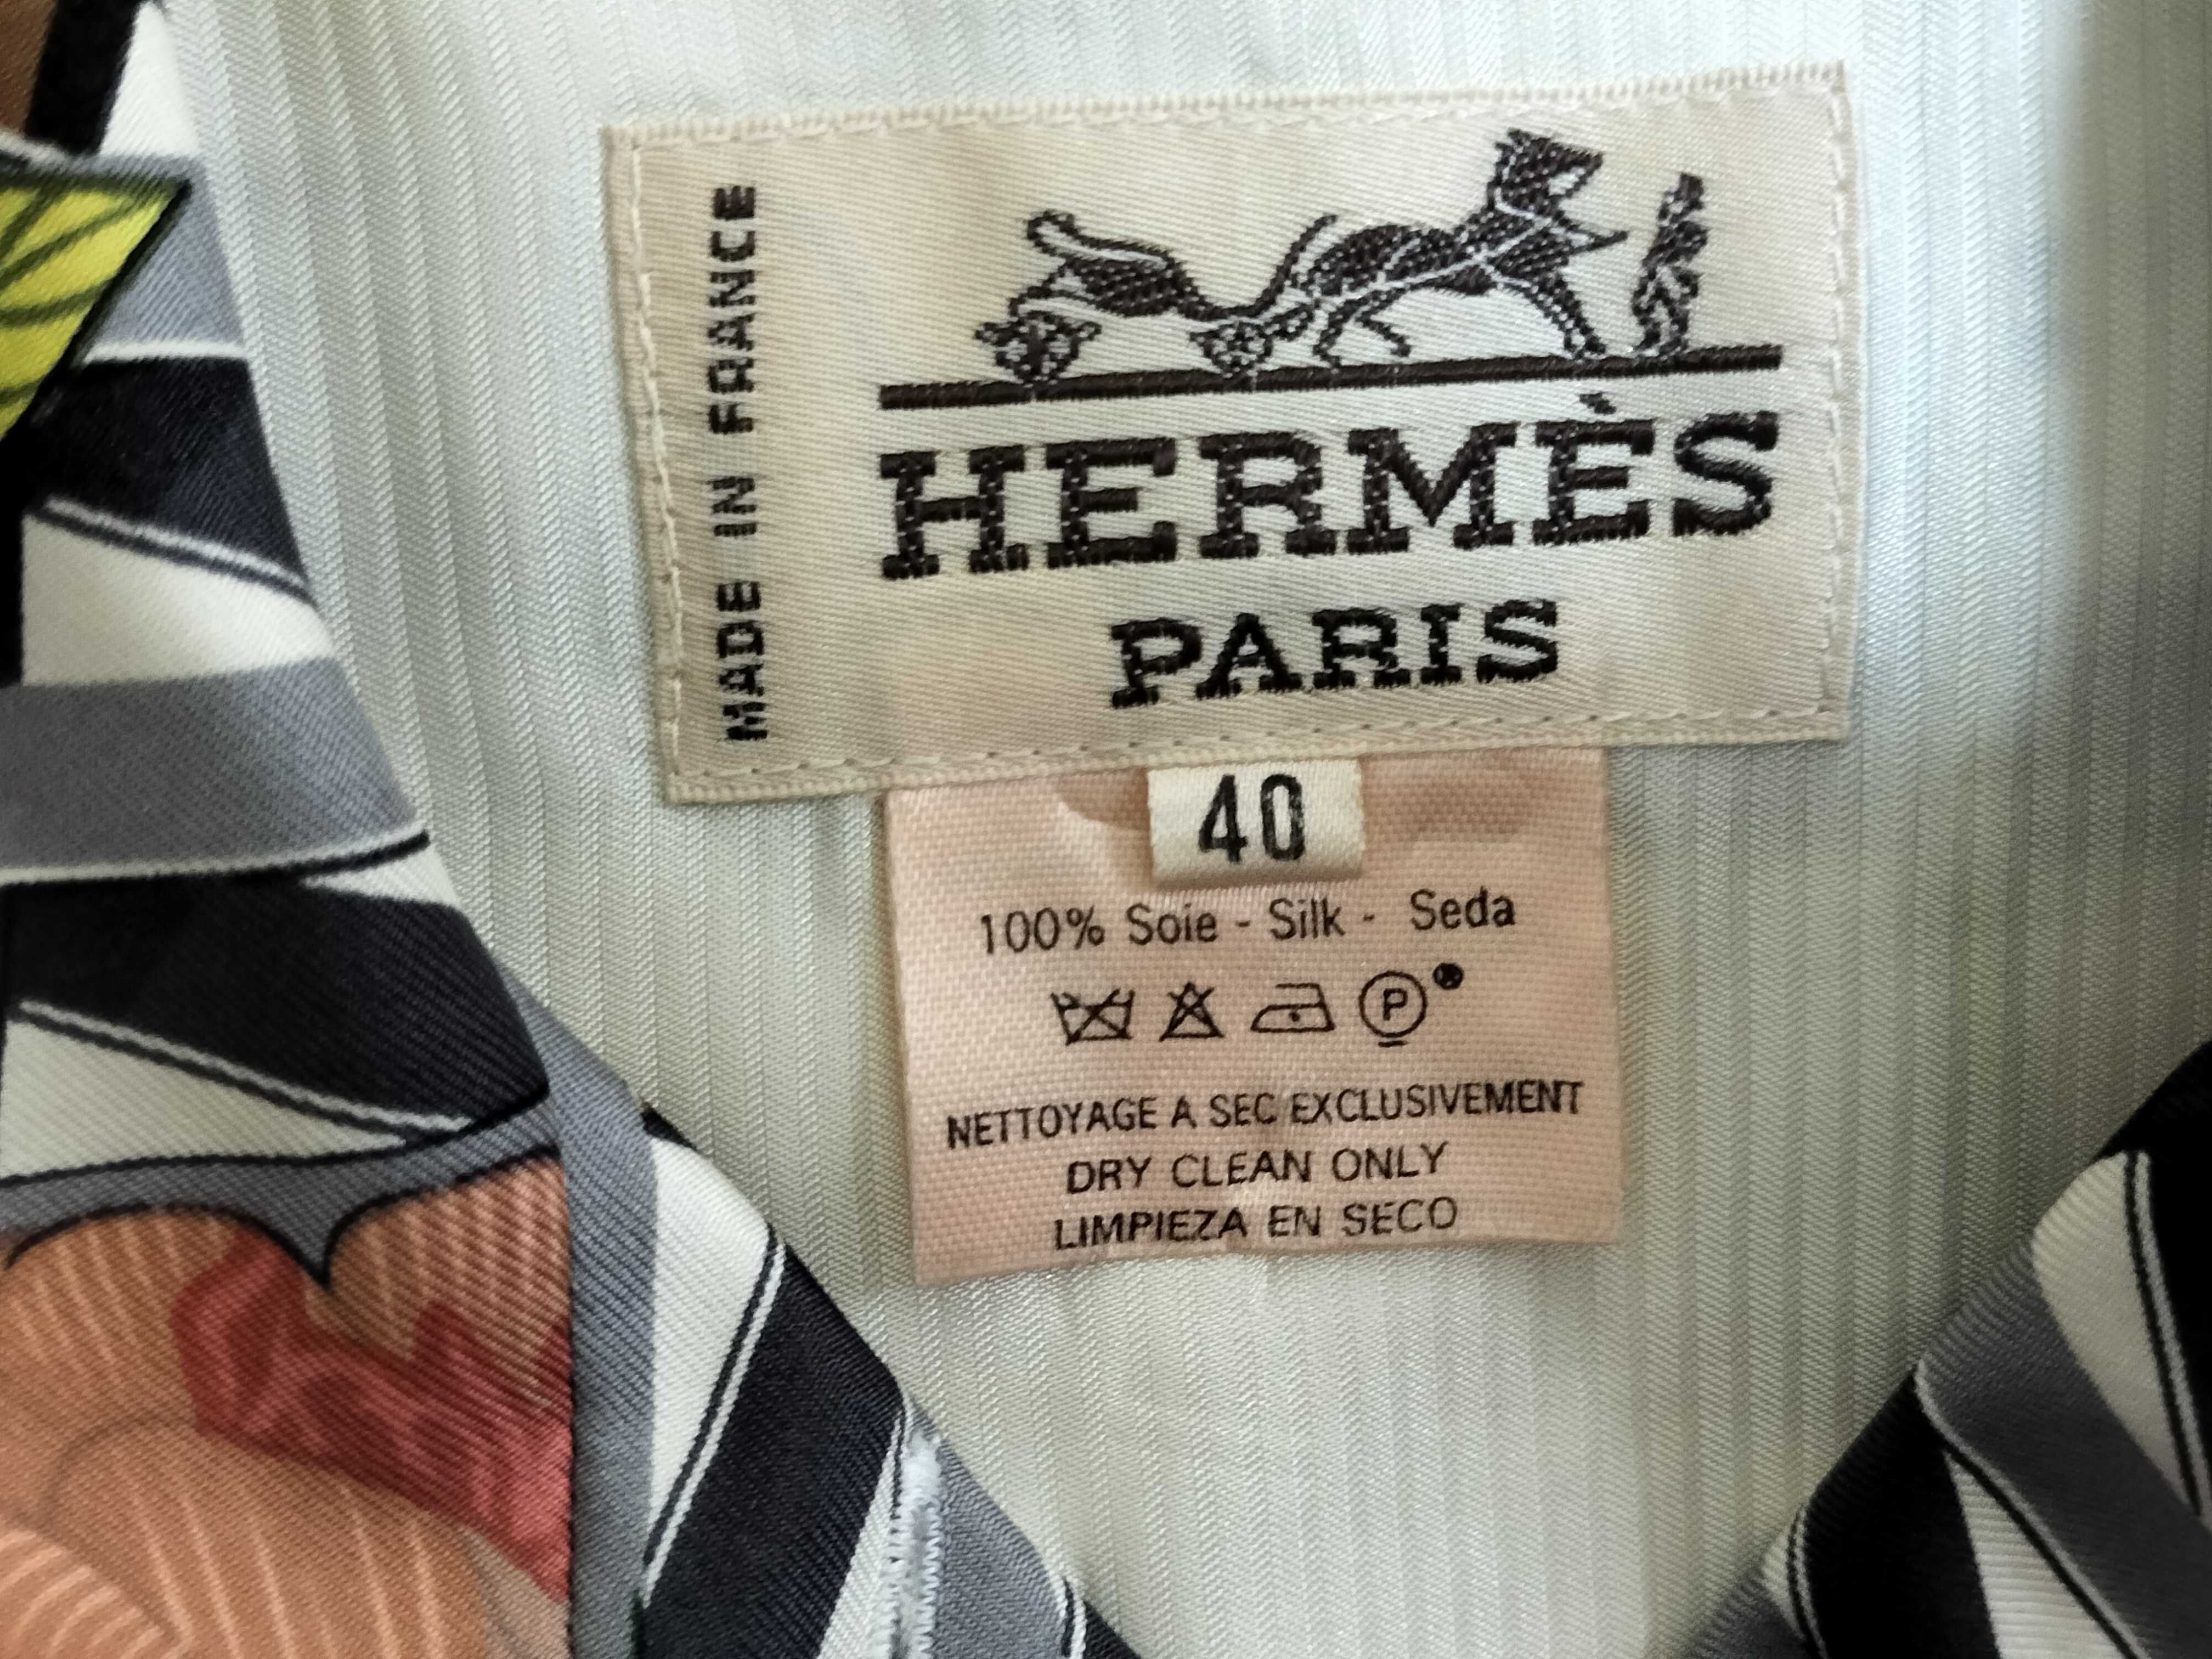 MADE IN FRANCE
HERMÈS
PARIS
40
100% Soie - Silk - Seda
P
NETTOYAGE A SEC EXCLUSIVEMENT
DRY CLEAN ONLY
LIMPIEZA EN SECO